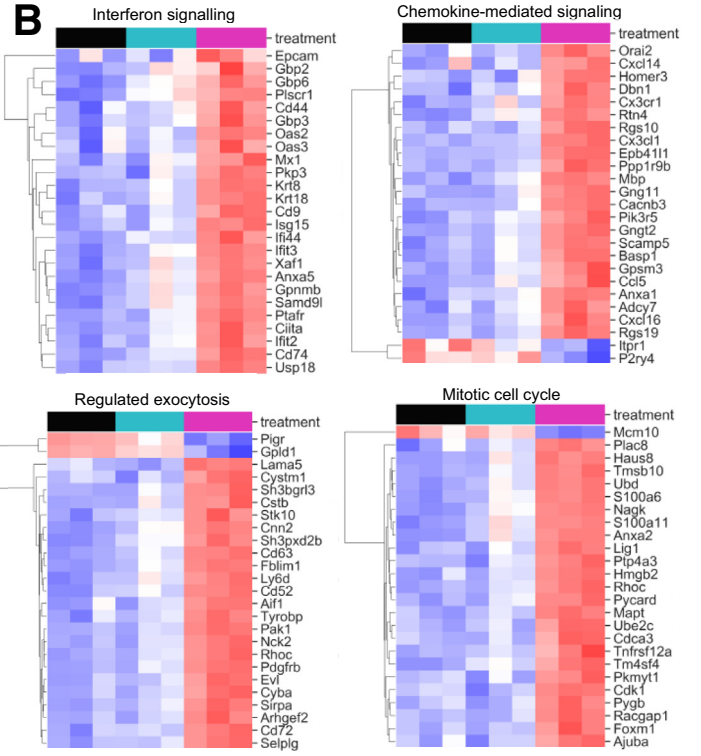 B
Interferon signalling
treatment
Epcam
Gbp2
Gbp6
Plscr1
Cd44
Gbp3
Oas2
Oas3
Mx1
Pkp3
Krt8
Krt18
Cd9
Isg15
Ifi44
Ifit3
Xaf1
Anxa5
Gpnmb
Samd9l
Ptafr
Ciita
Ifit2
Cd74
Usp18
Chemokine-mediated signaling
treatment
Orai2
Cxcl14
Homer3
Dbn1
Cx3cr1
Rtn4
Rgs10
Cx3cl1
Epb41l1
Ppp1r9b
Mbp
Gng11
Cacnb3
Pik3r5
Gngt2
Scamp5
Basp1
Gpsm3
Ccl5
Anxa1
Adcy7
Cxcl16
Rgs19
Itpr1
P2ry4
Regulated exocytosis
treatment
Pigr
Gpld1
Lama5
Cystm1
Sh3bgrl3
Cstb
Stk10
Cnn2
Sh3pxd2b
Cd63
Fblim1
Ly6d
Cd52
Aif1
Tyrobp
Pak1
Nck2
Rhoc
Pdgfrb
Evl
Cyba
Sirpa
Arhgef2
Cd72
Selplg
Mitotic cell cycle
treatment
Mcm10
Plac8
Haus8
Tmsb10
Ubd
S100a6
Nagk
S100a11
Anxa2
Lig1
Ptp4a3
Hmgb2
Rhoc
Pycard
Mapt
Ube2c
Cdca3
Tnfrsf12a
Tm4sf4
Pkmyt1
Cdk1
Pygb
Racgap1
Foxm1
Ajuba